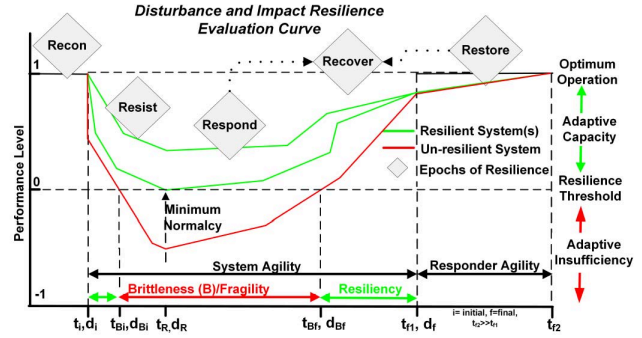 Disturbance and Impact Resilience
Evaluation Curve
Recon
Restore
Recover
Optimum
Operation
1
Resist
Respond
Adaptive
Capacity
Resilient System(s)
Un-resilient System
Epochs of Resilience
Performance Level
Resilience
Threshold
0
Minimum
Normalcy
Adaptive
Insufficiency
System Agility
Responder Agility
Brittleness (B)/Fragility
Resiliency
-1
i= initial, f=final,
tf2>>tf1
ti,di
tBi,dBi
tR,dR
tBf, dBf
tf1, df
tf2